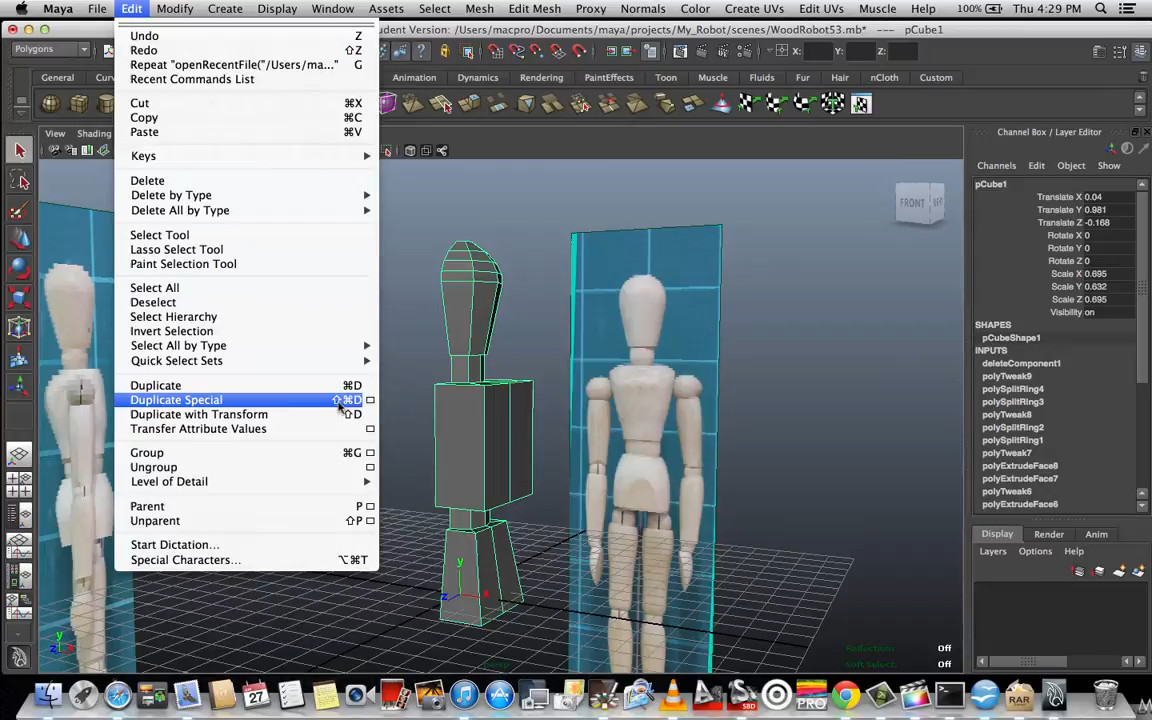 Maya File Edit Modify Create Display Window Assets Select Mesh Edit Mesh Proxy Normals Color Create UVs Edit UVs Muscle Help 100% Thu 4:29 PM
Student Version: /Users/macpro/Documents/maya/projects/My_Robot/scenes/WoodRobot53.mb* --- pCube1
Polygons X: Y: Z:
General Animation Dynamics Rendering PaintEffects Toon Muscle Fluids Fur Hair nCloth Custom
View Shading
Undo Z
Redo ⇧Z
Repeat "openRecentFile("/Users/ma..." G
Recent Commands List
Cut ⌘X
Copy ⌘C
Paste ⌘V
Keys
Delete
Delete by Type
Delete All by Type
Select Tool
Lasso Select Tool
Paint Selection Tool
Select All
Deselect
Select Hierarchy
Invert Selection
Select All by Type
Quick Select Sets
Duplicate ⌘D
Duplicate Special ⇧⌘D
Duplicate with Transform ⇧D
Transfer Attribute Values
Group ⌘G
Ungroup
Level of Detail
Parent P
Unparent ⇧P
Start Dictation...
Special Characters... ⌥⌘T
FRONT
y
z
x
y
x
persp
Reduction: Off
Soft Select: Off
Channel Box / Layer Editor
Channels Edit Object Show
pCube1
Translate X 0.04
Translate Y 0.981
Translate Z -0.168
Rotate X 0
Rotate Y 0
Rotate Z 0
Scale X 0.695
Scale Y 0.632
Scale Z 0.695
Visibility on
SHAPES
pCubeShape1
INPUTS
deleteComponent1
polyTweak9
polySplitRing4
polySplitRing3
polyTweak8
polySplitRing2
polySplitRing1
polyTweak7
polyExtrudeFace8
polyExtrudeFace7
polyTweak6
polyExtrudeFace6
Display Render Anim
Layers Options Help
27
SBD
PRO
RAR